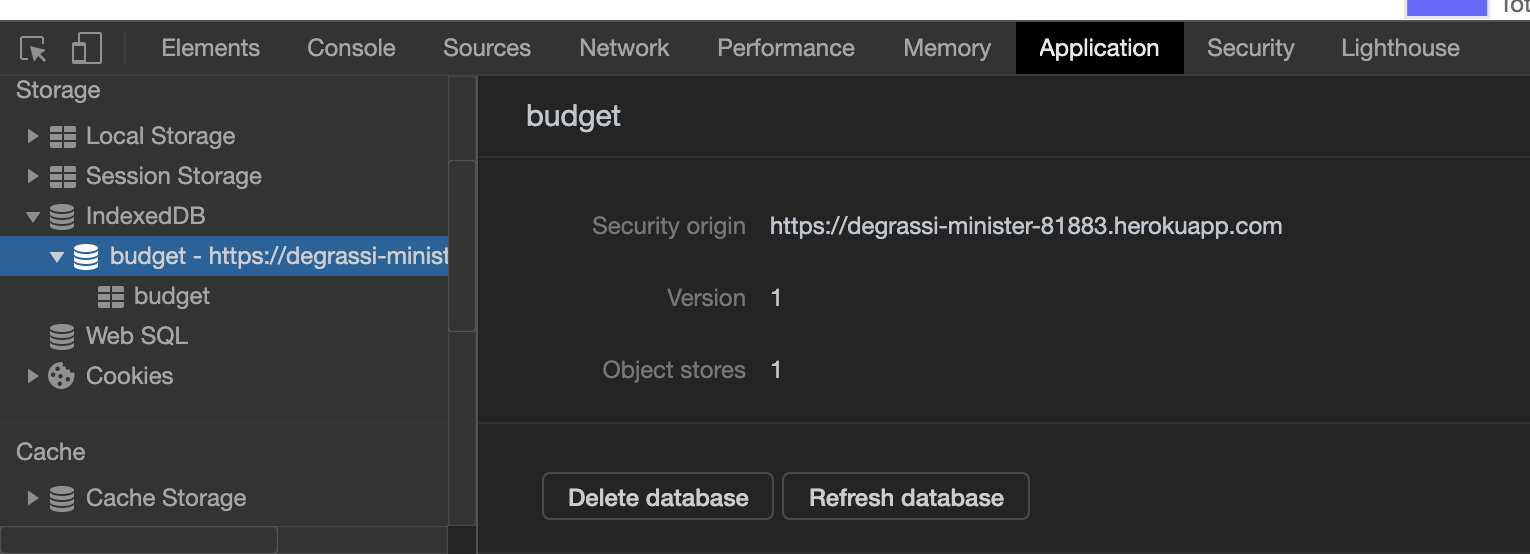 Tot
Elements Console Sources Network Performance Memory Application Security Lighthouse
Storage
Local Storage
Session Storage
IndexedDB
budget - https://degrassi-minist
budget
Web SQL
Cookies
Cache
Cache Storage
budget
Security origin https://degrassi-minister-81883.herokuapp.com
Version 1
Object stores 1
Delete database Refresh database